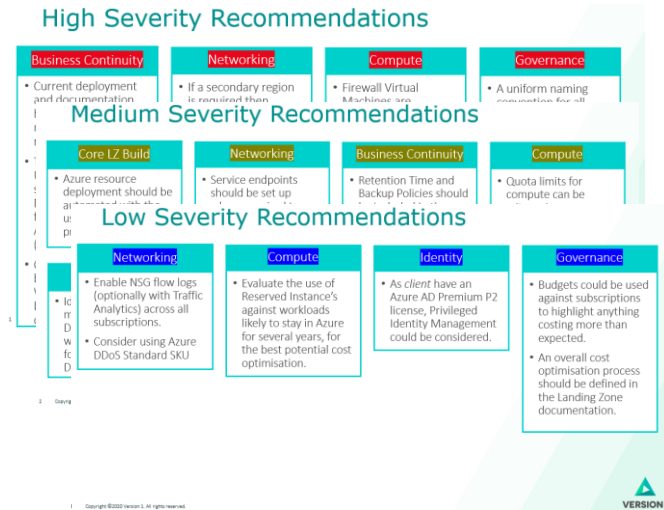 High Severity Recommendations
Business Continuity
• Current deployment
and documentation
Networking
• If a secondary region
is required then
Compute
• Firewall Virtual
Machines are
Governance
• A uniform naming
convention for all
Medium Severity Recommendations
Core LZ Build
• Azure resource
deployment should be
automated with the
Networking
• Service endpoints
should be set up
Business Continuity
• Retention Time and
Backup Policies should
Compute
• Quota limits for
compute can be
Low Severity Recommendations
Networking
• Enable NSG flow logs
(optionally with Traffic
Analytics) across all
subscriptions.
• Consider using Azure
DDoS Standard SKU
Compute
• Evaluate the use of
Reserved Instance's
against workloads
likely to stay in Azure
for several years, for
the best potential cost
optimisation.
Identity
• As client have an
Azure AD Premium P2
license, Privileged
Identity Management
could be considered.
Governance
• Budgets could be used
against subscriptions
to highlight anything
costing more than
expected.
• An overall cost
optimisation process
should be defined in
the Landing Zone
documentation.
1
2 Copyrig
Copyright ©2020 Version 1. All rights reserved.
VERSION